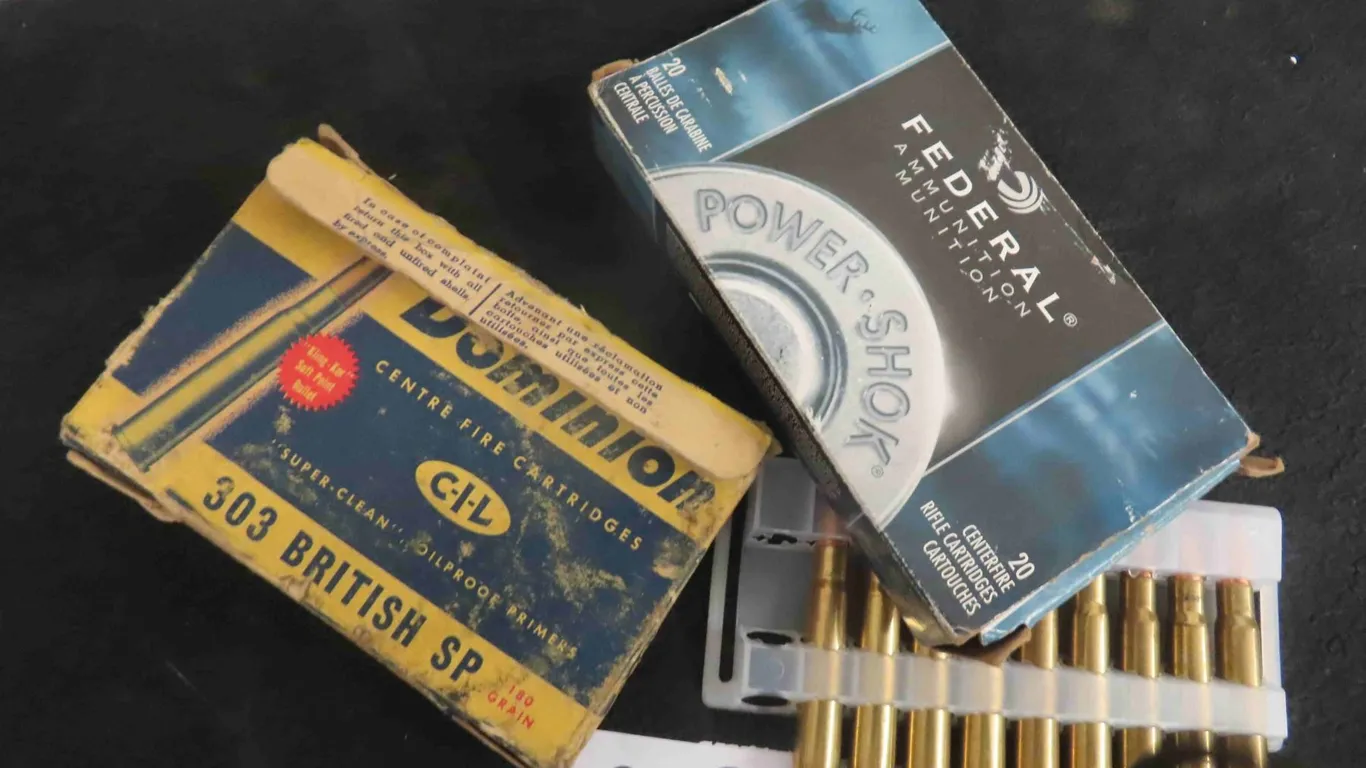 In case of complaint
return this box with all
fired and unfired shells,
by express.
Advenant une réclamation
retournez par express cette
boîte, ainsi que toutes les
cartouches utilisées et non
utilisées.
Dominion
CENTRE FIRE CARTRIDGES
"King-Kor"
Soft Point
Bullet
C-I-L
"SUPER-CLEAN" OILPROOF PRIMERS
303 BRITISH SP
180
GRAIN
20
BALLES DE CARABINE
À PERCUSSION
CENTRALE
FEDERAL®
AMMUNITION
MUNITION
POWER·SHOK®
20
CENTERFIRE
RIFLE CARTRIDGES
CARTOUCHES